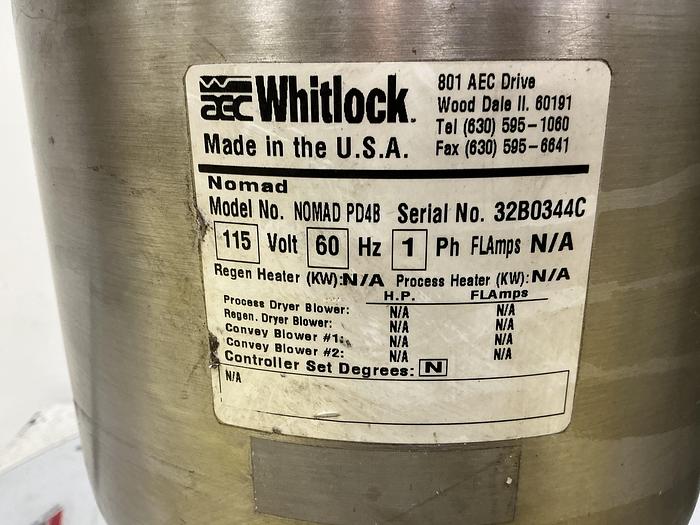 AEC Whitlock.
801 AEC Drive
Wood Dale Il. 60191
Tel (630) 595-1060
Fax (630) 595-6641
Made in the U.S.A.
Nomad
Model No. NOMAD PD4B Serial No. 32B0344C
115 Volt 60 Hz 1 Ph FLAmps N/A
Regen Heater (KW): N/A Process Heater (KW): N/A
H.P. FLAmps
Process Dryer Blower: N/A N/A
Regen. Dryer Blower: N/A N/A
Convey Blower #1: N/A N/A
Convey Blower #2: N/A N/A
Controller Set Degrees: N
N/A